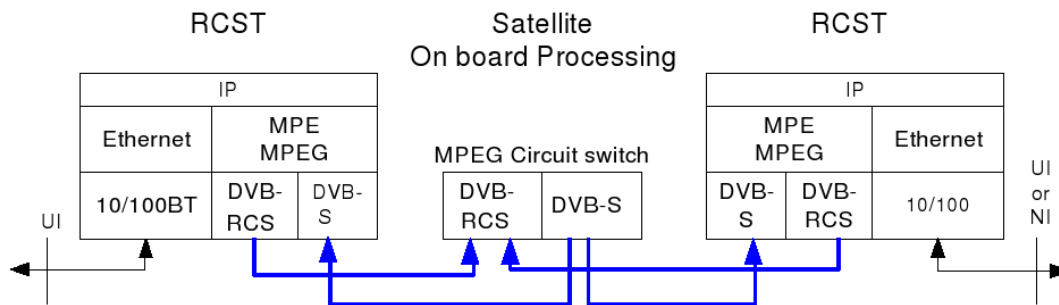 RCST
Satellite
On board Processing
RCST
IP
Ethernet
MPE
MPEG
10/100BT
DVB-
RCS
DVB-
S
UI
MPEG Circuit switch
DVB-
RCS
DVB-S
IP
MPE
MPEG
Ethernet
DVB-
S
DVB-
RCS
10/100
UI
or
NI